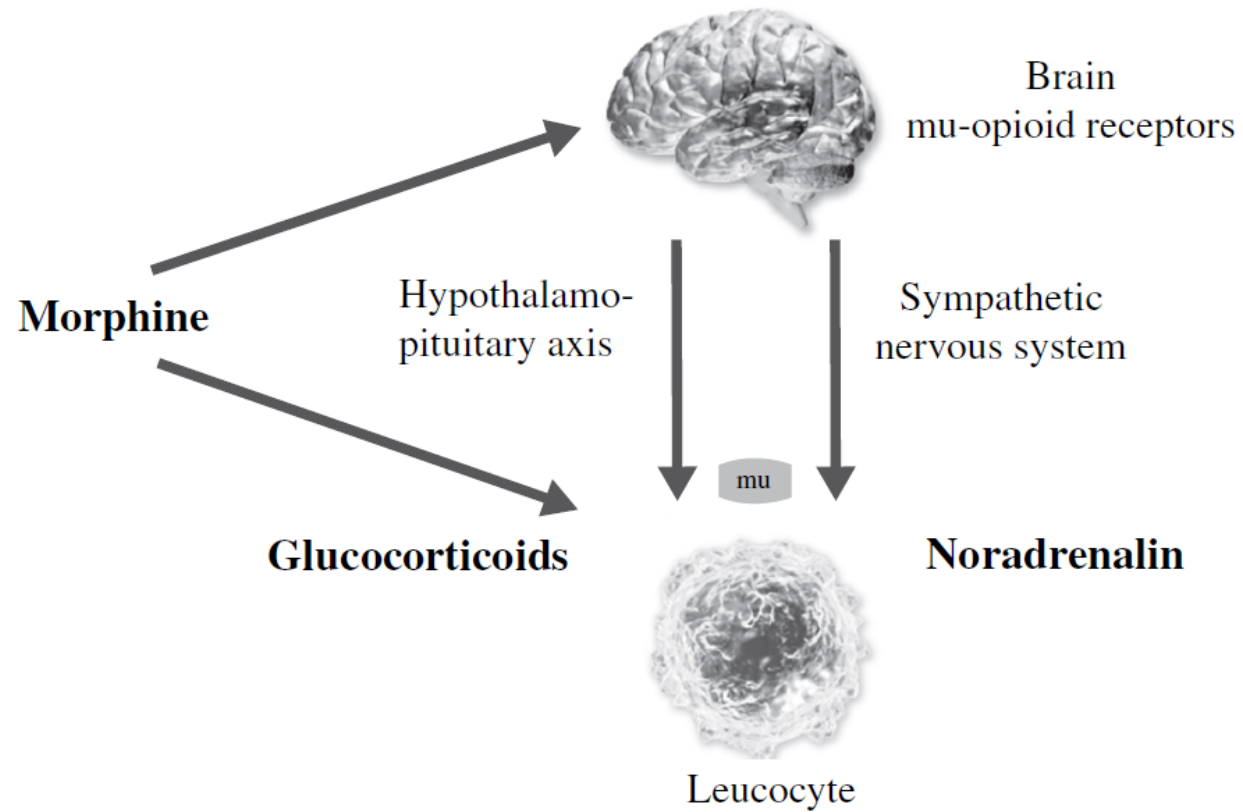 Brain
mu-opioid receptors
Morphine
Hypothalamo-
pituitary axis
Sympathetic
nervous system
mu
Glucocorticoids
Noradrenalin
Leucocyte